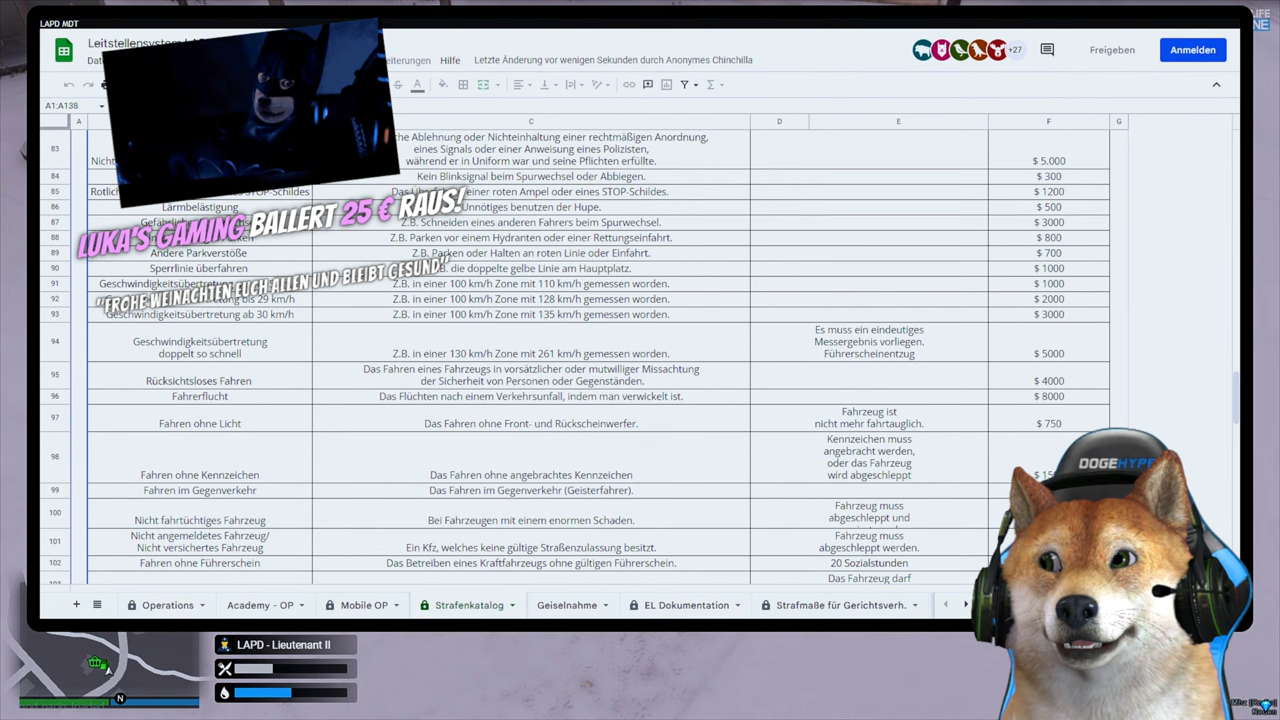 LAPD MDT
LIFE
Leitstellensystem
Hilfe
Letzte Änderung vor wenigen Sekunden durch Anonymes Chinchilla
+27
Freigeben
Anmelden
A1:A138
A
C
D
E
F
G
83
che Ablehnung oder Nichteinhaltung einer rechtmäßigen Anordnung,
eines Signals oder einer Anweisung eines Polizisten,
während er in Uniform war und seine Pflichten erfüllte.
$ 5.000
84
Kein Blinksignal beim Spurwechsel oder Abbiegen.
$ 300
85
$ 1200
86
Lärmbelästigung
Unnötiges benutzen der Hupe.
$ 500
87
Z.B. Schneiden eines anderen Fahrers beim Spurwechsel.
$ 3000
88
Z.B. Parken vor einem Hydranten oder einer Rettungseinfahrt.
$ 800
89
Andere Parkverstöße
Z.B. Parken oder Halten an roten Linie oder Einfahrt.
$ 700
90
Sperrlinie überfahren
die doppelte gelbe Linie am Hauptplatz.
$ 1000
91
Z.B. in einer 100 km/h Zone mit 110 km/h gemessen worden.
$ 1000
92
bis 29 km/h
Z.B. in einer 100 km/h Zone mit 128 km/h gemessen worden.
$ 2000
93
Geschwindigkeitsübertretung ab 30 km/h
Z.B. in einer 100 km/h Zone mit 135 km/h gemessen worden.
$ 3000
LUKA'S GAMING BALLERT 25 € RAUS!
"FROHE WEINACHTEN EUCH ALLEN UND BLEIBT GESUND"
94
Geschwindigkeitsübertretung
doppelt so schnell
Z.B. in einer 130 km/h Zone mit 261 km/h gemessen worden.
Es muss ein eindeutiges
Messergebnis vorliegen.
Führerscheinentzug
$ 5000
95
Rücksichtsloses Fahren
Das Fahren eines Fahrzeugs in vorsätzlicher oder mutwilliger Missachtung
der Sicherheit von Personen oder Gegenständen.
$ 4000
96
Fahrerflucht
Das Flüchten nach einem Verkehrsunfall, indem man verwickelt ist.
$ 8000
97
Fahren ohne Licht
Das Fahren ohne Front- und Rückscheinwerfer.
Fahrzeug ist
nicht mehr fahrtauglich.
$ 750
98
Fahren ohne Kennzeichen
Das Fahren ohne angebrachtes Kennzeichen
Kennzeichen muss
angebracht werden,
oder das Fahrzeug
wird abgeschleppt
99
Fahren im Gegenverkehr
Das Fahren im Gegenverkehr (Geisterfahrer).
100
Nicht fahrtüchtiges Fahrzeug
Bei Fahrzeugen mit einem enormen Schaden.
Fahrzeug muss
abgeschleppt und
101
Nicht angemeldetes Fahrzeug/
Nicht versichertes Fahrzeug
Ein Kfz, welches keine gültige Straßenzulassung besitzt.
Fahrzeug muss
abgeschleppt werden.
102
Fahren ohne Führerschein
Das Betreiben eines Kraftfahrzeugs ohne gültigen Führerschein.
20 Sozialstunden
Das Fahrzeug darf
DOGEHYPE
Operations
Academy - OP
Mobile OP
Strafenkatalog
Geiselnahme
EL Dokumentation
Strafmaße für Gerichtsverh.
LAPD - Lieutenant II
N